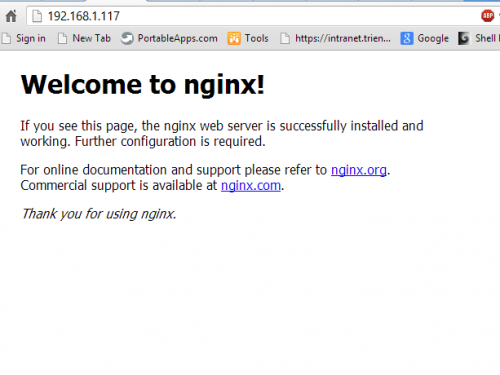 192.168.1.117
ABP
Sign in New Tab PortableApps.com Tools https://intranet.trien... Google Shell
Welcome to nginx!
If you see this page, the nginx web server is successfully installed and
working. Further configuration is required.
For online documentation and support please refer to nginx.org.
Commercial support is available at nginx.com.
Thank you for using nginx.